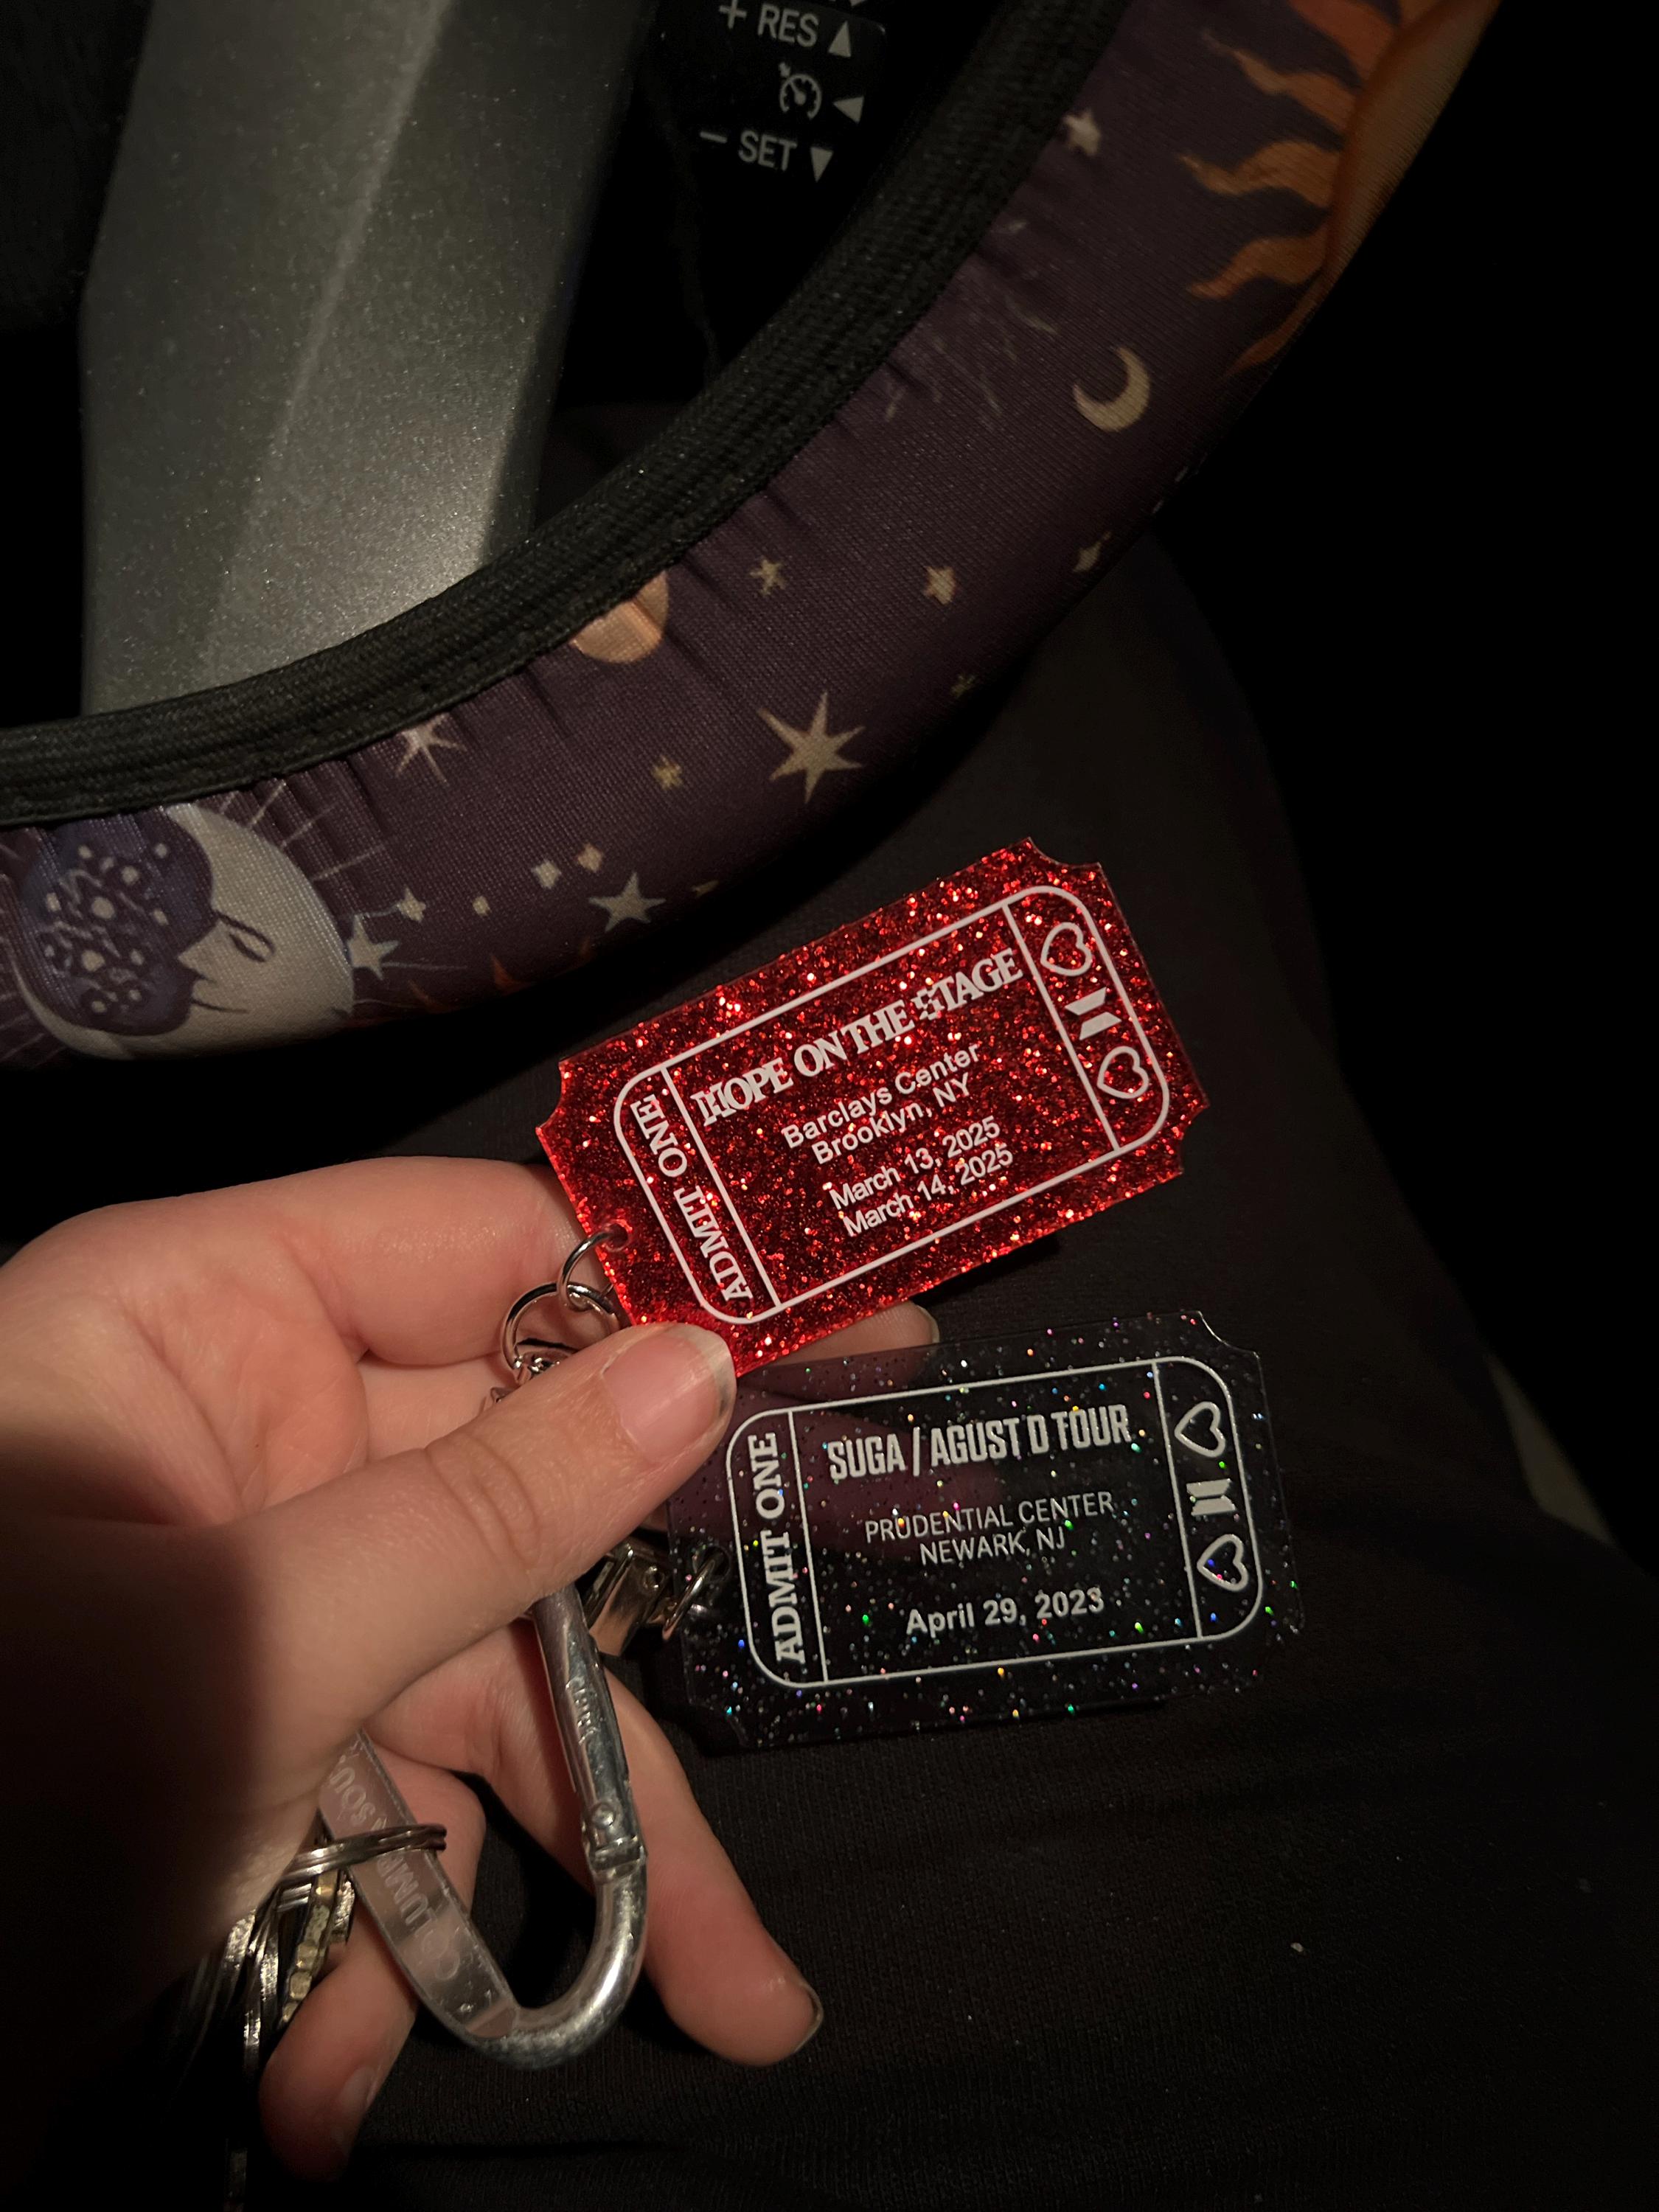 + RES ▲
◀
− SET ▼
ADMIT ONE
HOPE ON THE STAGE
Barclays Center
Brooklyn, NY
March 13, 2025
March 14, 2025
ADMIT ONE
SUGA / AGUST D TOUR
PRUDENTIAL CENTER
NEWARK, NJ
April 29, 2023